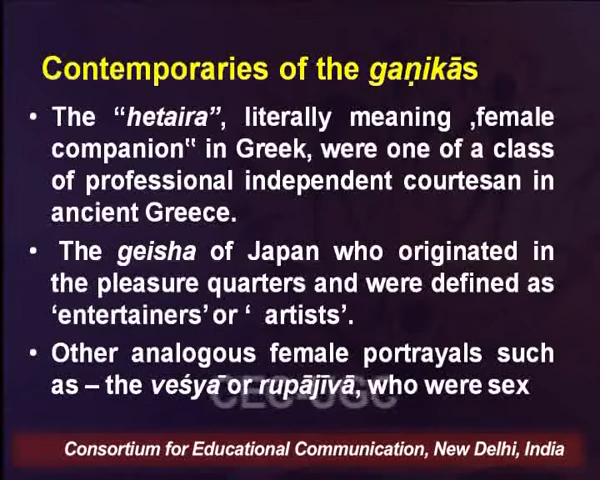 Contemporaries of the gaṇikās
• The “hetaira”, literally meaning ‚female
companion‟ in Greek, were one of a class
of professional independent courtesan in
ancient Greece.
• The geisha of Japan who originated in
the pleasure quarters and were defined as
‘entertainers’ or ‘ artists’.
• Other analogous female portrayals such
as – the veśyā or rupājīvā, who were sex
CEC-UGC
Consortium for Educational Communication, New Delhi, India